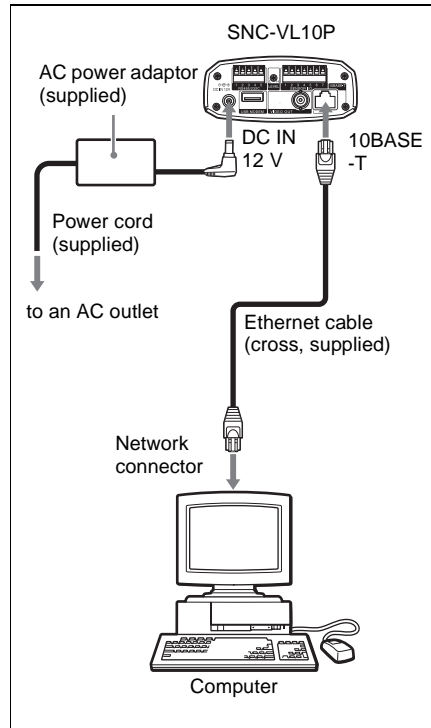 SNC-VL10P
AC power adaptor
(supplied)
DC IN
12 V
10BASE
-T
Power cord
(supplied)
to an AC outlet
Ethernet cable
(cross, supplied)
Network
connector
Computer